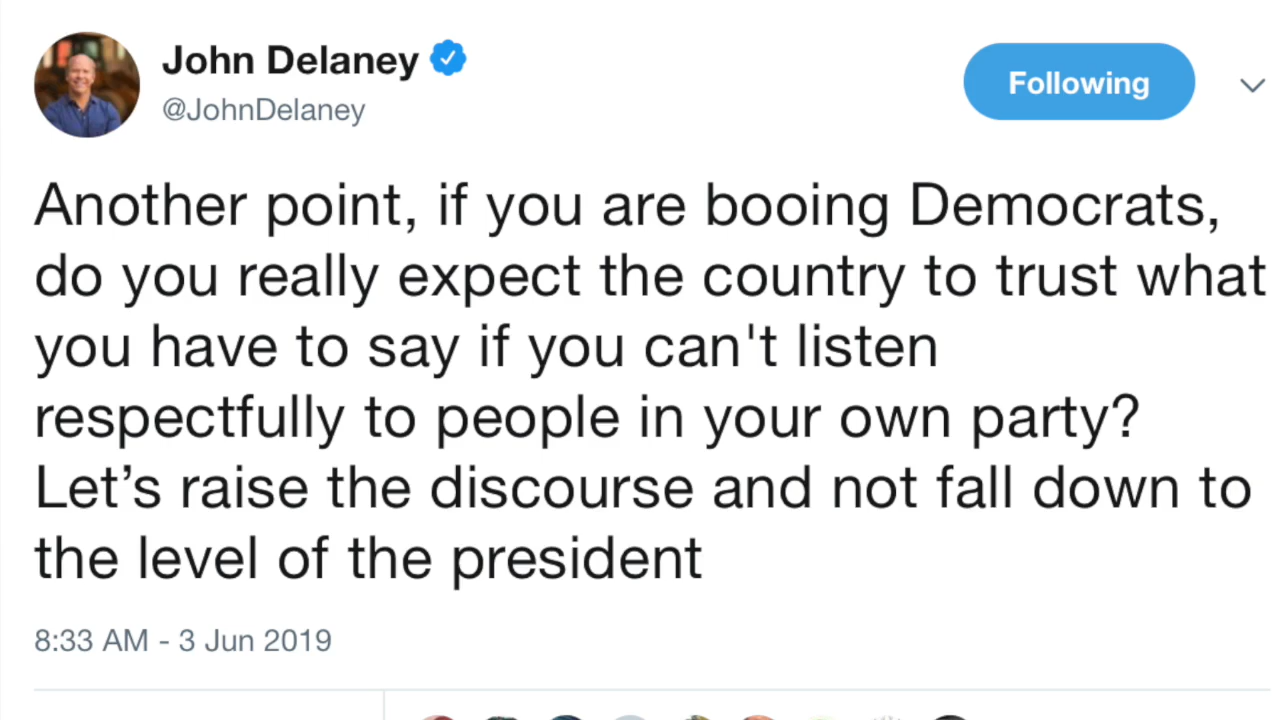 John Delaney
@JohnDelaney
Following
Another point, if you are booing Democrats,
do you really expect the country to trust what
you have to say if you can't listen
respectfully to people in your own party?
Let’s raise the discourse and not fall down to
the level of the president
8:33 AM - 3 Jun 2019